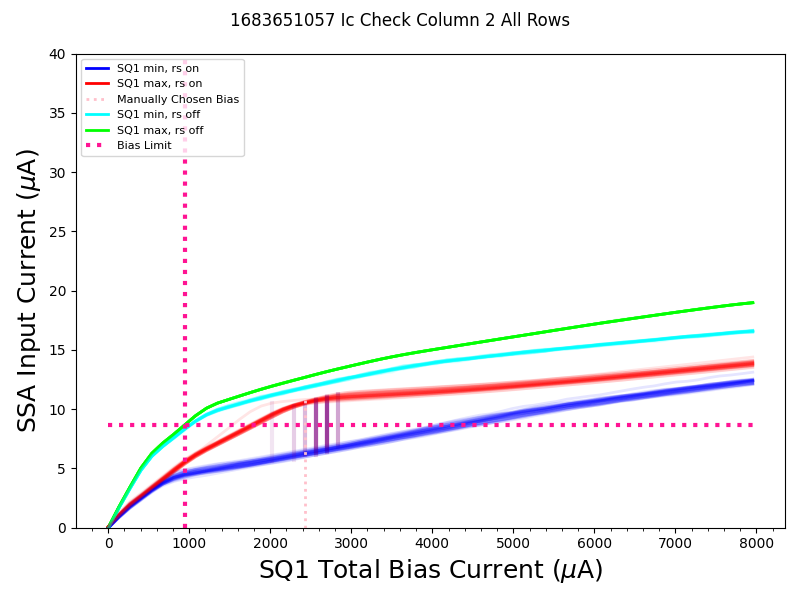 1683651057 Ic Check Column 2 All Rows
40
35
30
25
20
15
10
5
0
SSA Input Current (μA)
SQ1 min, rs on
SQ1 max, rs on
Manually Chosen Bias
SQ1 min, rs off
SQ1 max, rs off
Bias Limit
0 1000 2000 3000 4000 5000 6000 7000 8000
SQ1 Total Bias Current (μA)